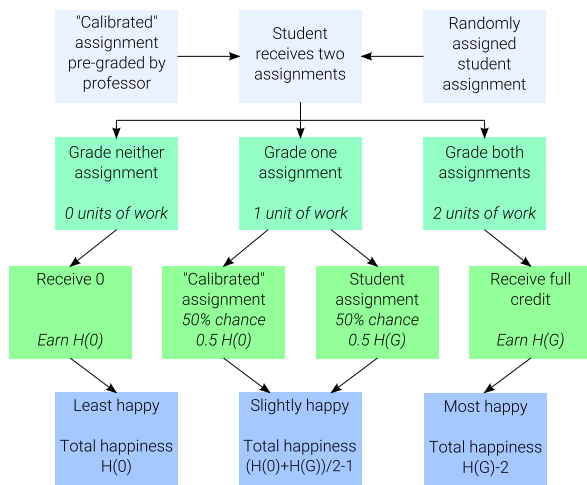 "Calibrated"
assignment
pre-graded by
professor
Student
receives two
assignments
Randomly
assigned
student
assignment
Grade neither
assignment
0 units of work
Grade one
assignment
1 unit of work
Grade both
assignments
2 units of work
Receive 0
Earn H(0)
"Calibrated"
assignment
50% chance
0.5 H(0)
Student
assignment
50% chance
0.5 H(G)
Receive full
credit
Earn H(G)
Least happy
Total happiness
H(0)
Slightly happy
Total happiness
(H(0)+H(G))/2-1
Most happy
Total happiness
H(G)-2